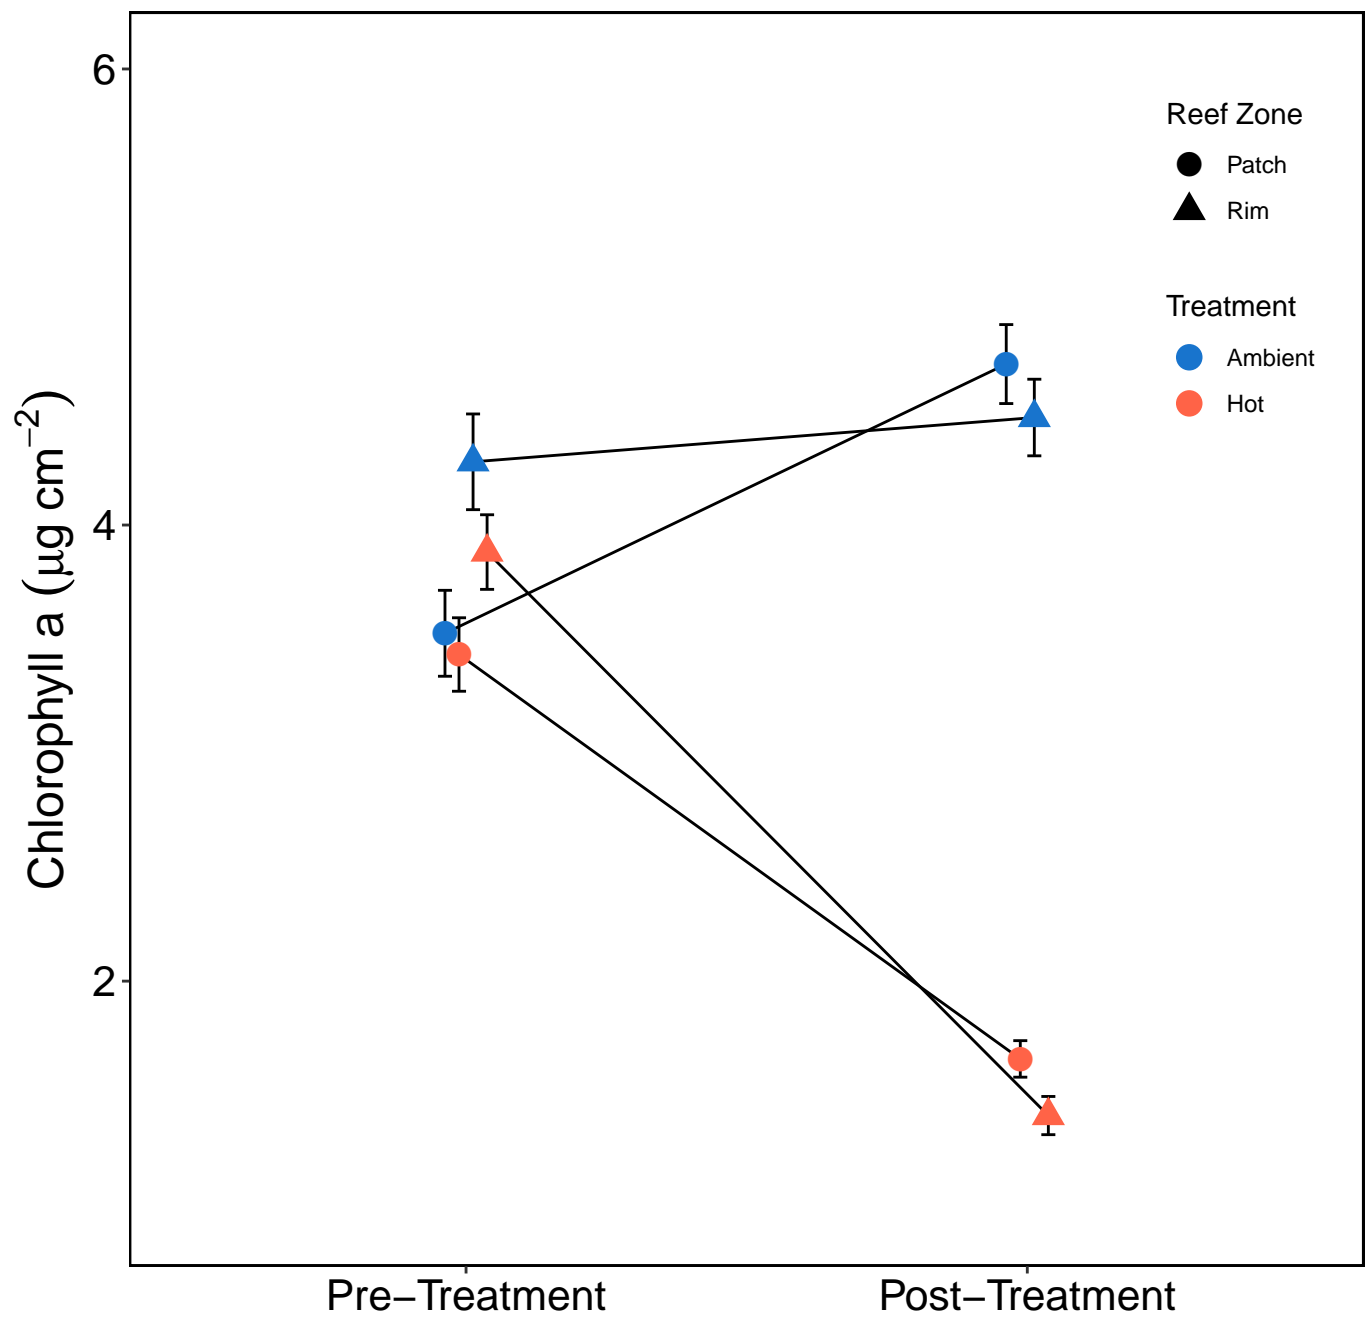 6
4
2
Chlorophyll a (μg cm⁻²)
Reef Zone
Patch
Rim
Treatment
Ambient
Hot
Pre−Treatment
Post−Treatment